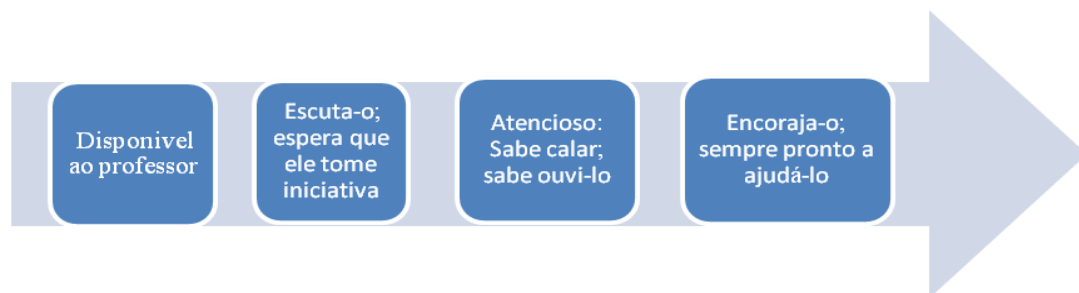 Disponivel
ao professor
Escuta-o;
espera que
ele tome
iniciativa
Atencioso:
Sabe calar;
sabe ouvi-lo
Encoraja-o;
sempre pronto a
ajudá-lo